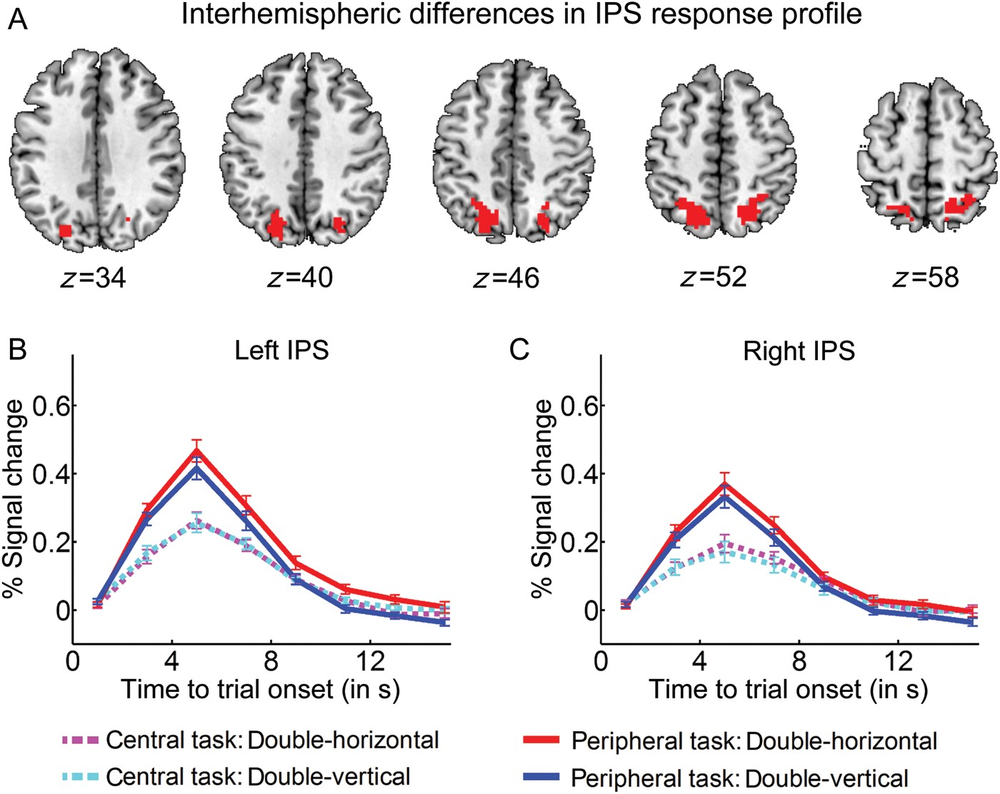 A
Interhemispheric differences in IPS response profile
z=34
z=40
z=46
z=52
z=58
B
Left IPS
% Signal change
0.6
0.4
0.2
0
0
4
8
12
Time to trial onset (in s)
C
Right IPS
% Signal change
0.6
0.4
0.2
0
0
4
8
12
Time to trial onset (in s)
Central task: Double-horizontal
Central task: Double-vertical
Peripheral task: Double-horizontal
Peripheral task: Double-vertical